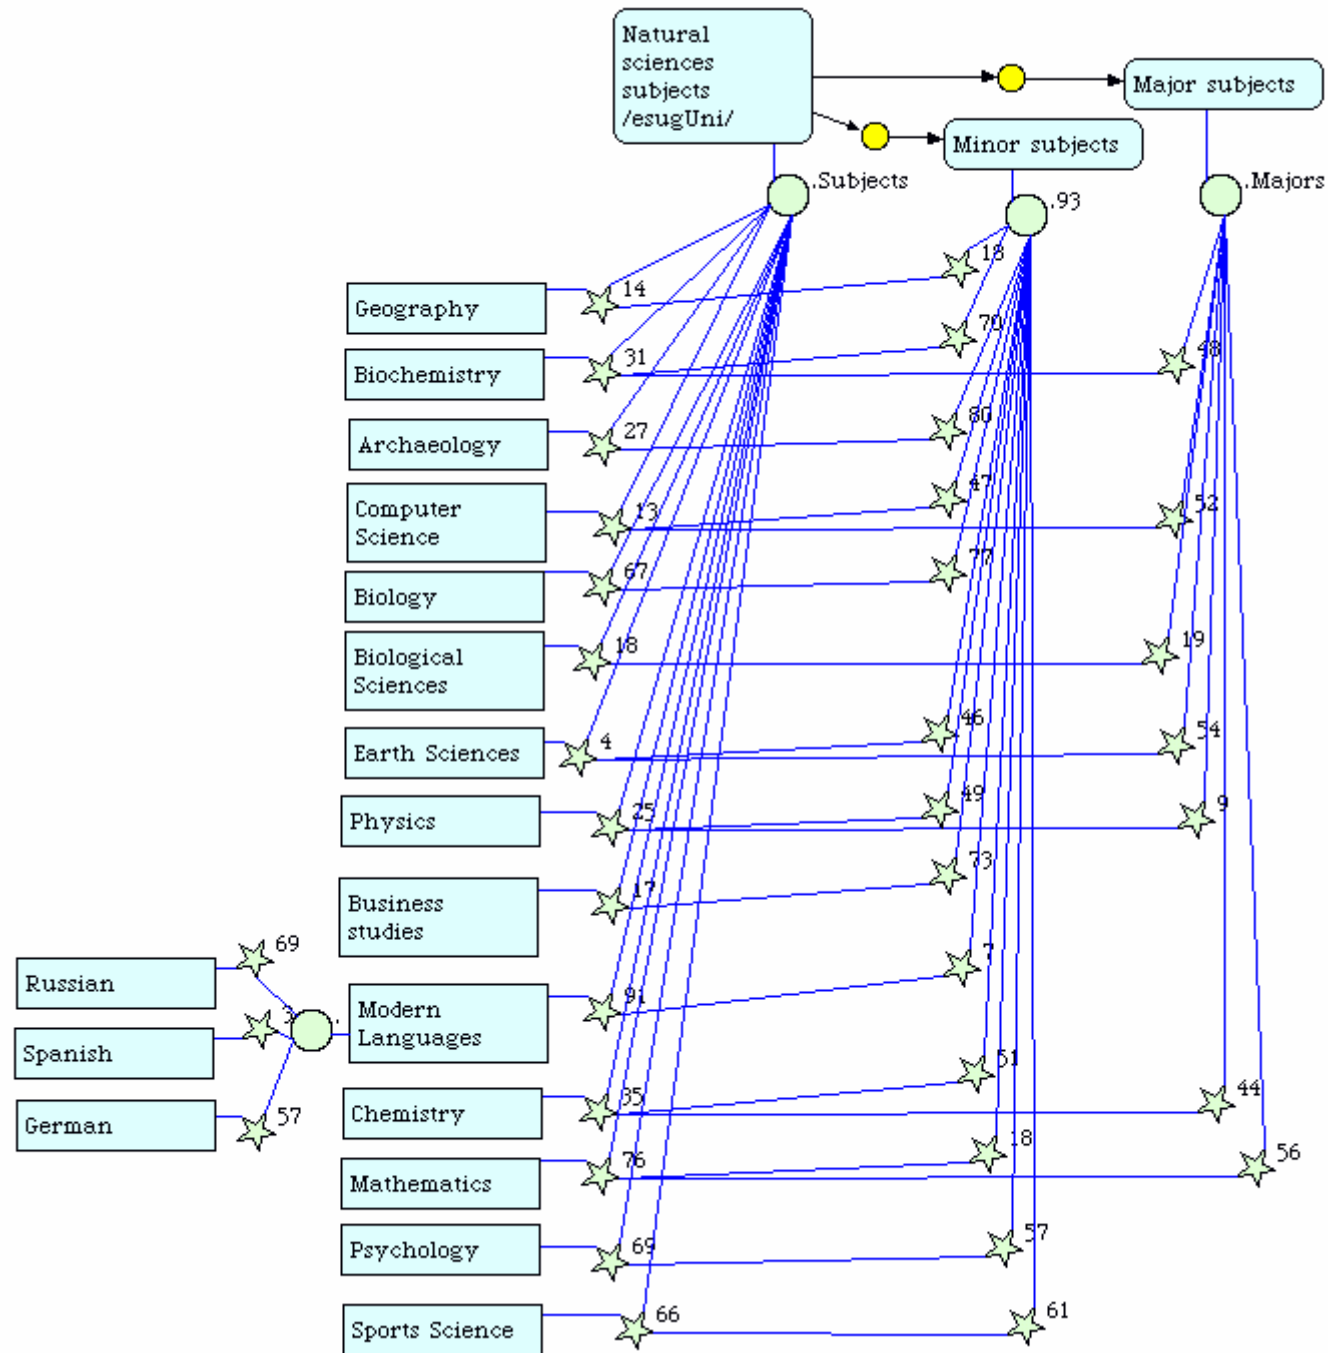 Natural
sciences
subjects
/esugUni/
Major subjects
Minor subjects
.Subjects
.93
.Majors
18
14
Geography
70
31
48
Biochemistry
80
27
Archaeology
47
13
52
Computer
Science
77
67
Biology
19
18
Biological
Sciences
46
4
54
Earth Sciences
49
25
9
Physics
73
17
Business
studies
69
7
91
Russian
Modern
Languages
3
.
Spanish
51
35
44
57
German
Chemistry
18
76
56
Mathematics
57
69
Psychology
66
61
Sports Science